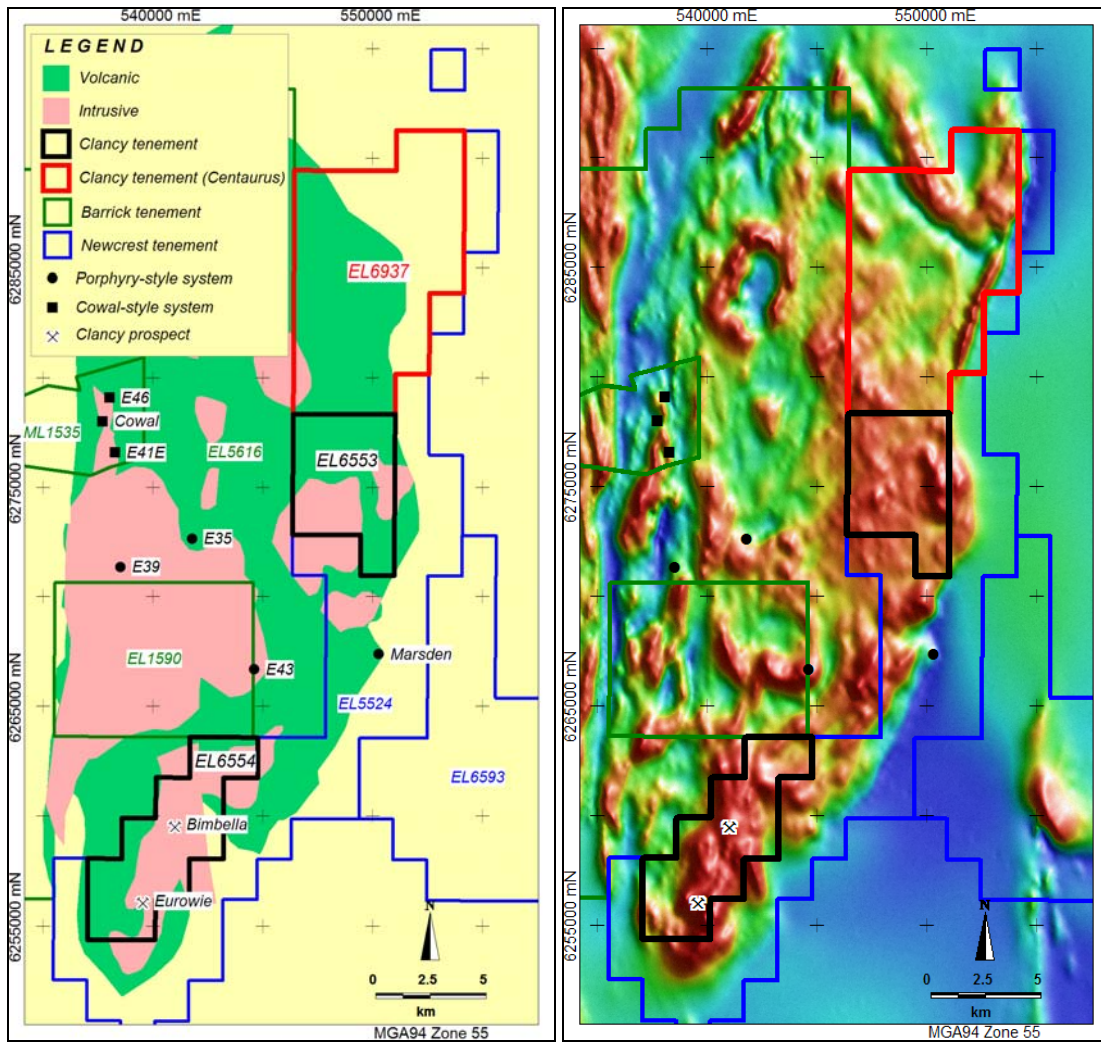 540000 mE
550000 mE
LEGEND
Volcanic
Intrusive
Clancy tenement
Clancy tenement (Centaurus)
Barrick tenement
Newcrest tenement
Porphyry-style system
Cowal-style system
Clancy prospect
6285000 mN
6275000 mN
6265000 mN
6255000 mN
EL6937
E46
Cowal
ML1535
E41E
EL5616
EL6553
E35
E39
EL1590
E43
Marsden
EL5524
EL6554
EL6593
Bimbella
Eurowie
N
0 2.5 5
km
MGA94 Zone 55
540000 mE
550000 mE
6285000 mN
6275000 mN
6265000 mN
6255000 mN
N
0 2.5 5
km
MGA94 Zone 55